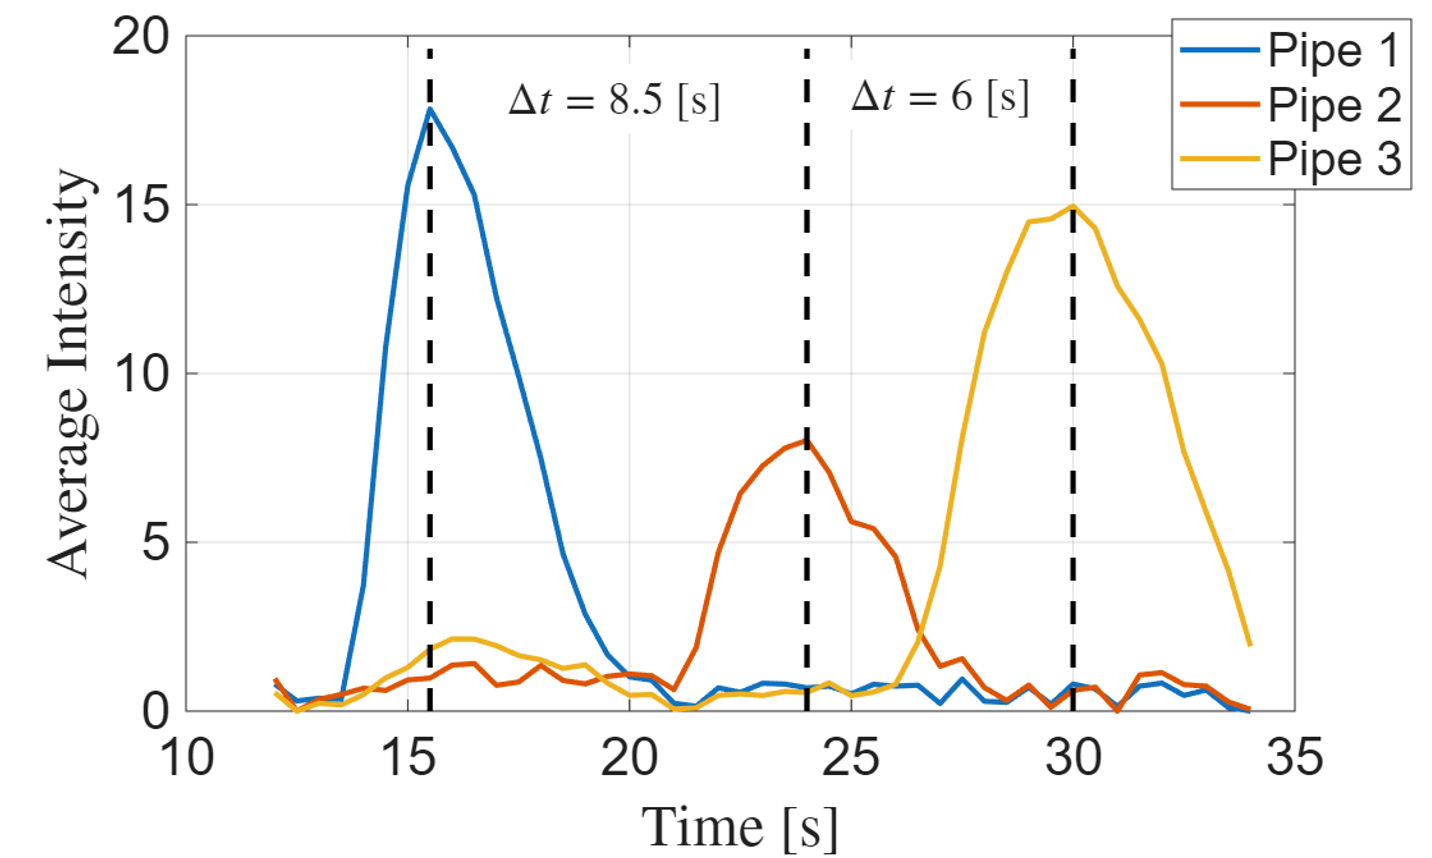 20
15
10
5
0
10
15
20
25
30
35
Average Intensity
Time [s]
Δt = 8.5 [s]
Δt = 6 [s]
Pipe 1
Pipe 2
Pipe 3